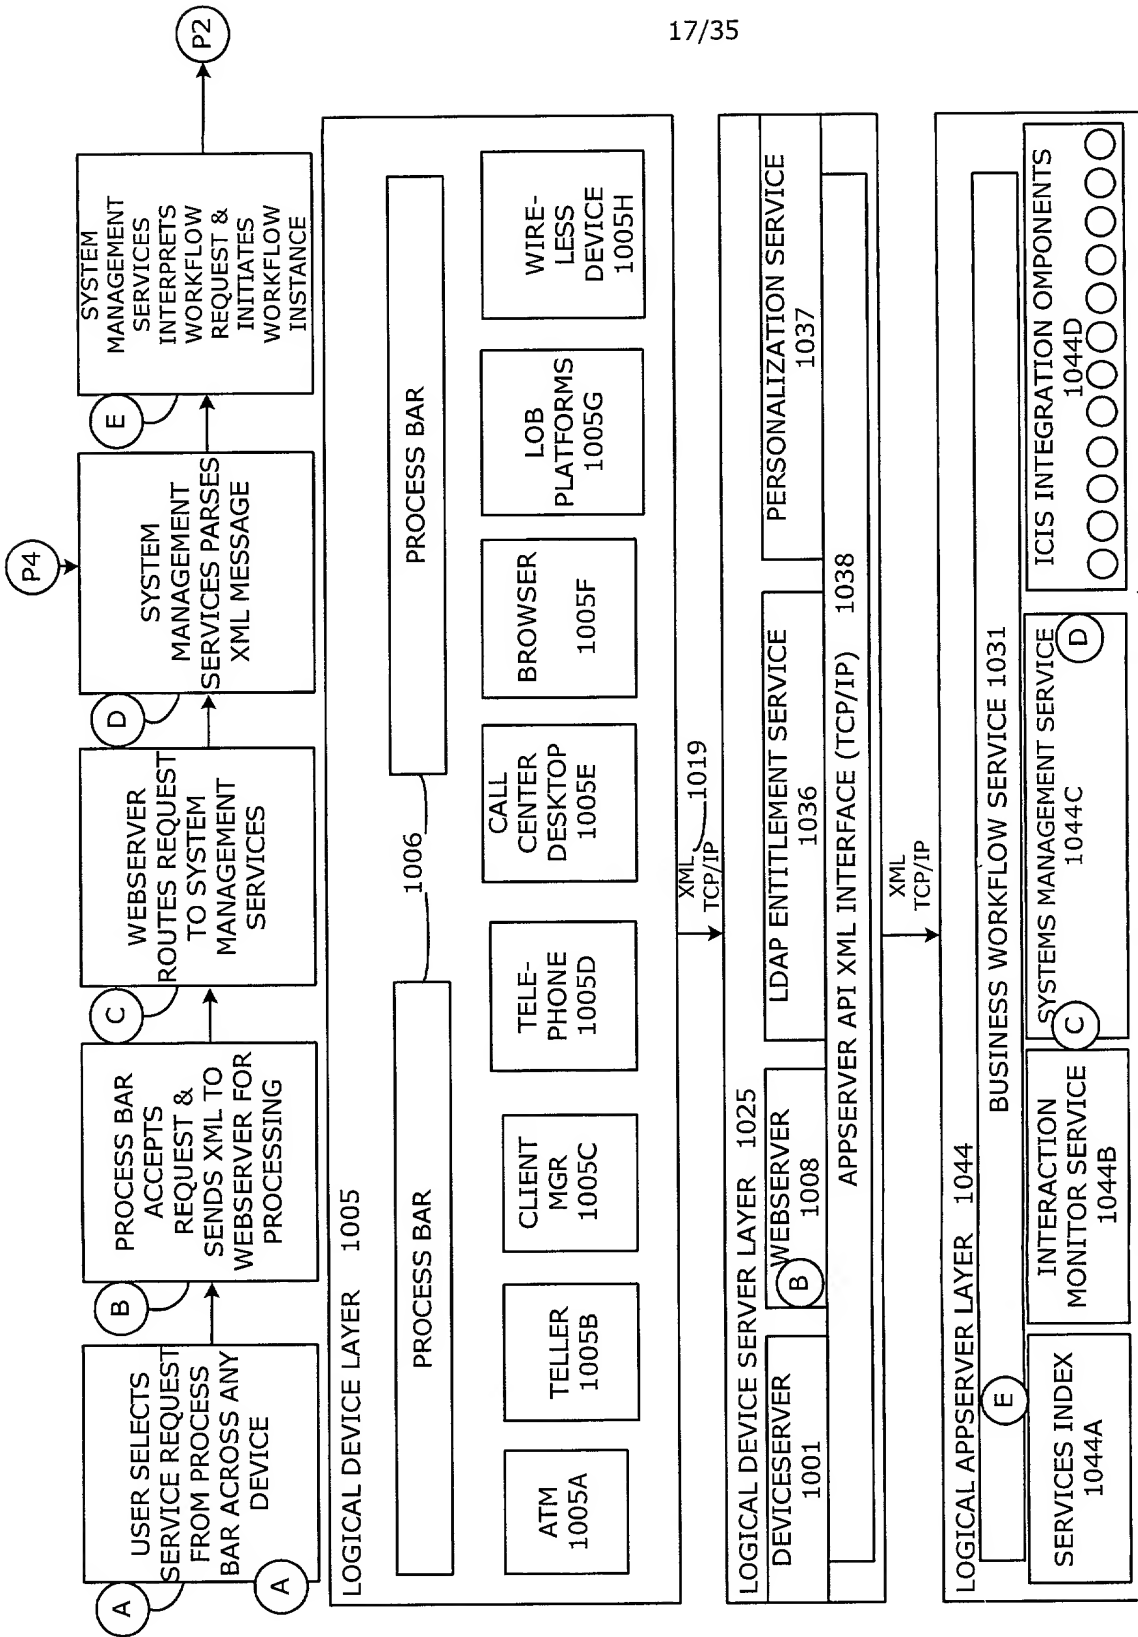 17/35
P4
P2
A
USER SELECTS
SERVICE REQUEST
FROM PROCESS
BAR ACROSS ANY
DEVICE
A
B
PROCESS BAR
ACCEPTS
REQUEST &
SENDS XML TO
WEBSERVER FOR
PROCESSING
C
WEBSERVER
ROUTES REQUEST
TO SYSTEM
MANAGEMENT
SERVICES
D
SYSTEM
MANAGEMENT
SERVICES PARSES
XML MESSAGE
E
SYSTEM
MANAGEMENT
SERVICES
INTERPRETS
WORKFLOW
REQUEST &
INITIATES
WORKFLOW
INSTANCE
LOGICAL DEVICE LAYER 1005
PROCESS BAR
1006
PROCESS BAR
ATM
1005A
TELLER
1005B
CLIENT
MGR
1005C
TELE-
PHONE
1005D
CALL
CENTER
DESKTOP
1005E
BROWSER
1005F
LOB
PLATFORMS
1005G
WIRE-
LESS
DEVICE
1005H
XML
TCP/IP
1019
LOGICAL DEVICE SERVER LAYER 1025
DEVICESERVER
1001
B
WEBSERVER
1008
LDAP ENTITLEMENT SERVICE
1036
PERSONALIZATION SERVICE
1037
APPSERVER API XML INTERFACE (TCP/IP) 1038
XML
TCP/IP
LOGICAL APPSERVER LAYER 1044
E
BUSINESS WORKFLOW SERVICE 1031
SERVICES INDEX
1044A
INTERACTION
MONITOR SERVICE
1044B
C
SYSTEMS MANAGEMENT SERVICE
1044C
D
ICIS INTEGRATION OMPONENTS
1044D